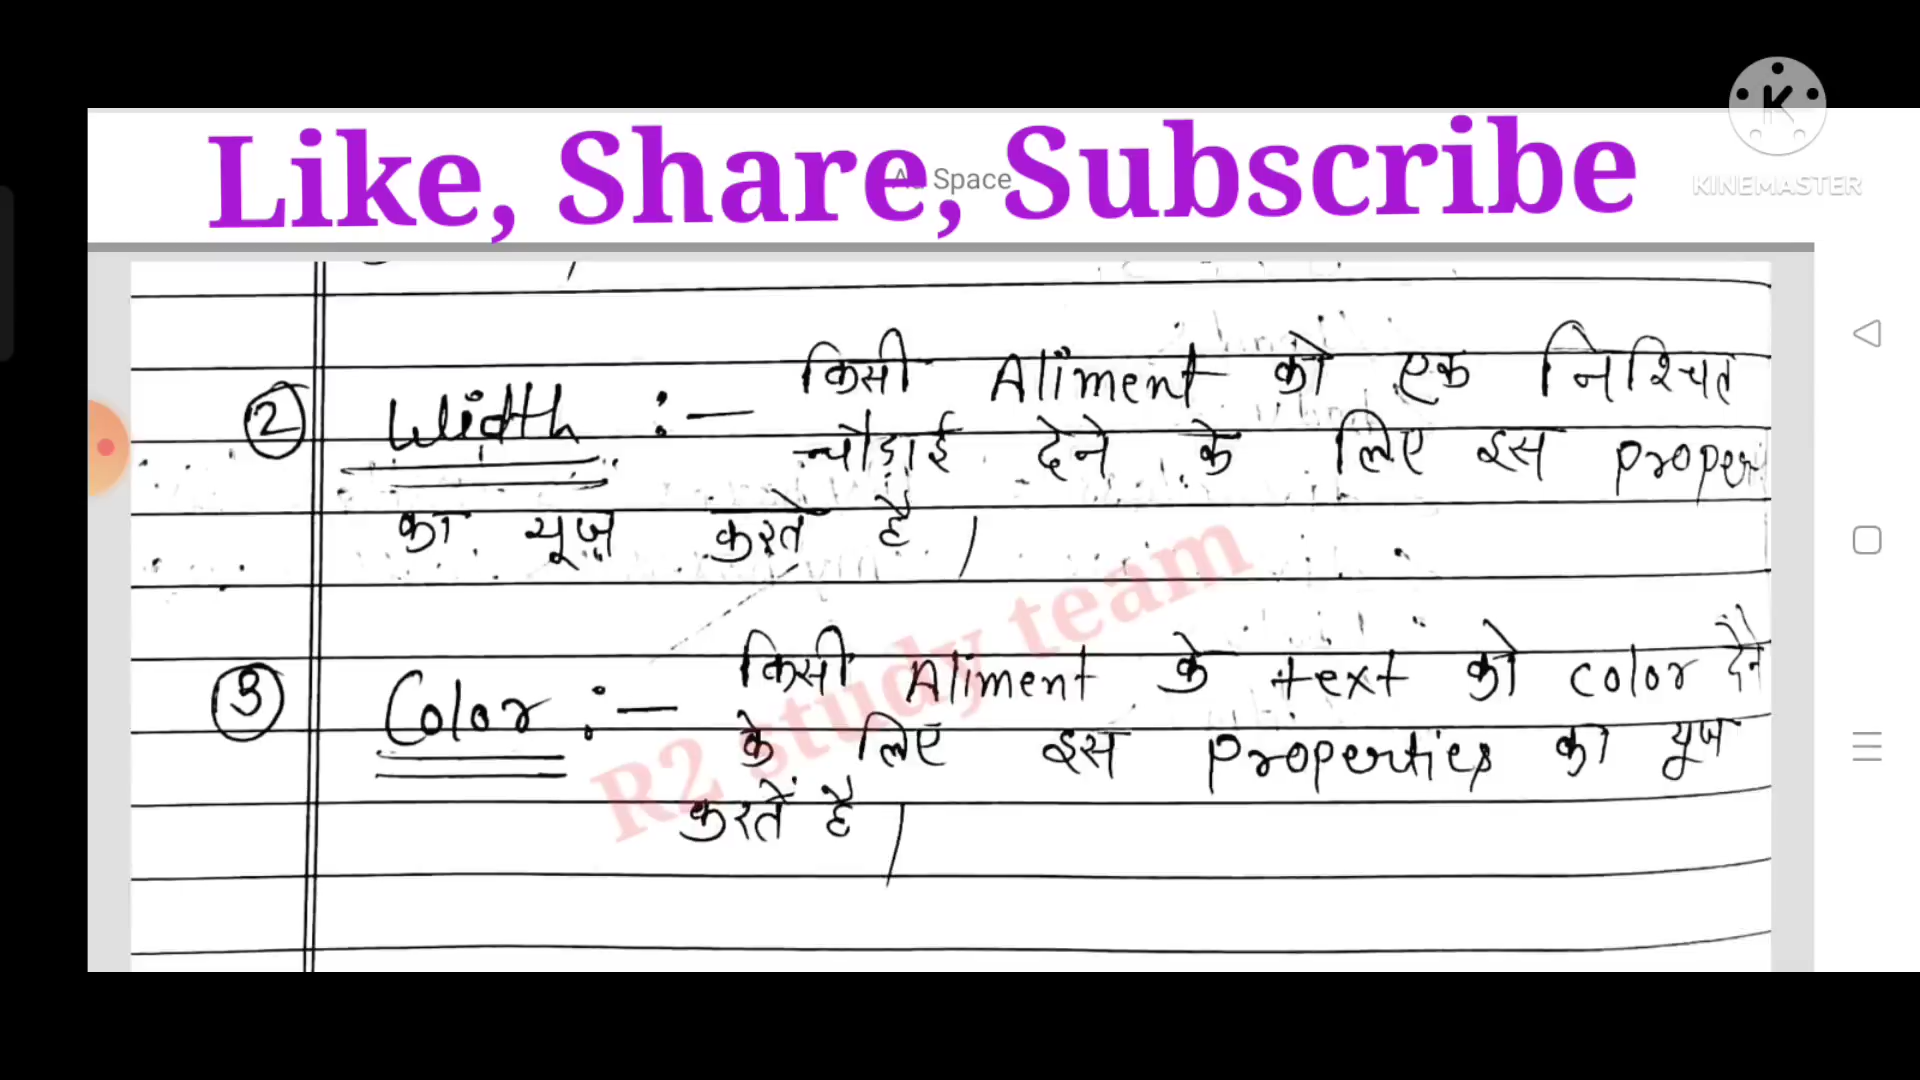 Like, Share, Subscribe
Ad Space
KINEMASTER
② Width :- किसी Aliment को एक निश्चित
चोड़ाई देने के लिए इस proper
का यूज करते है।
③ Color :- किसी Aliment के text को color देने
के लिए इस properties का यूज
करतें है।
R2 study team